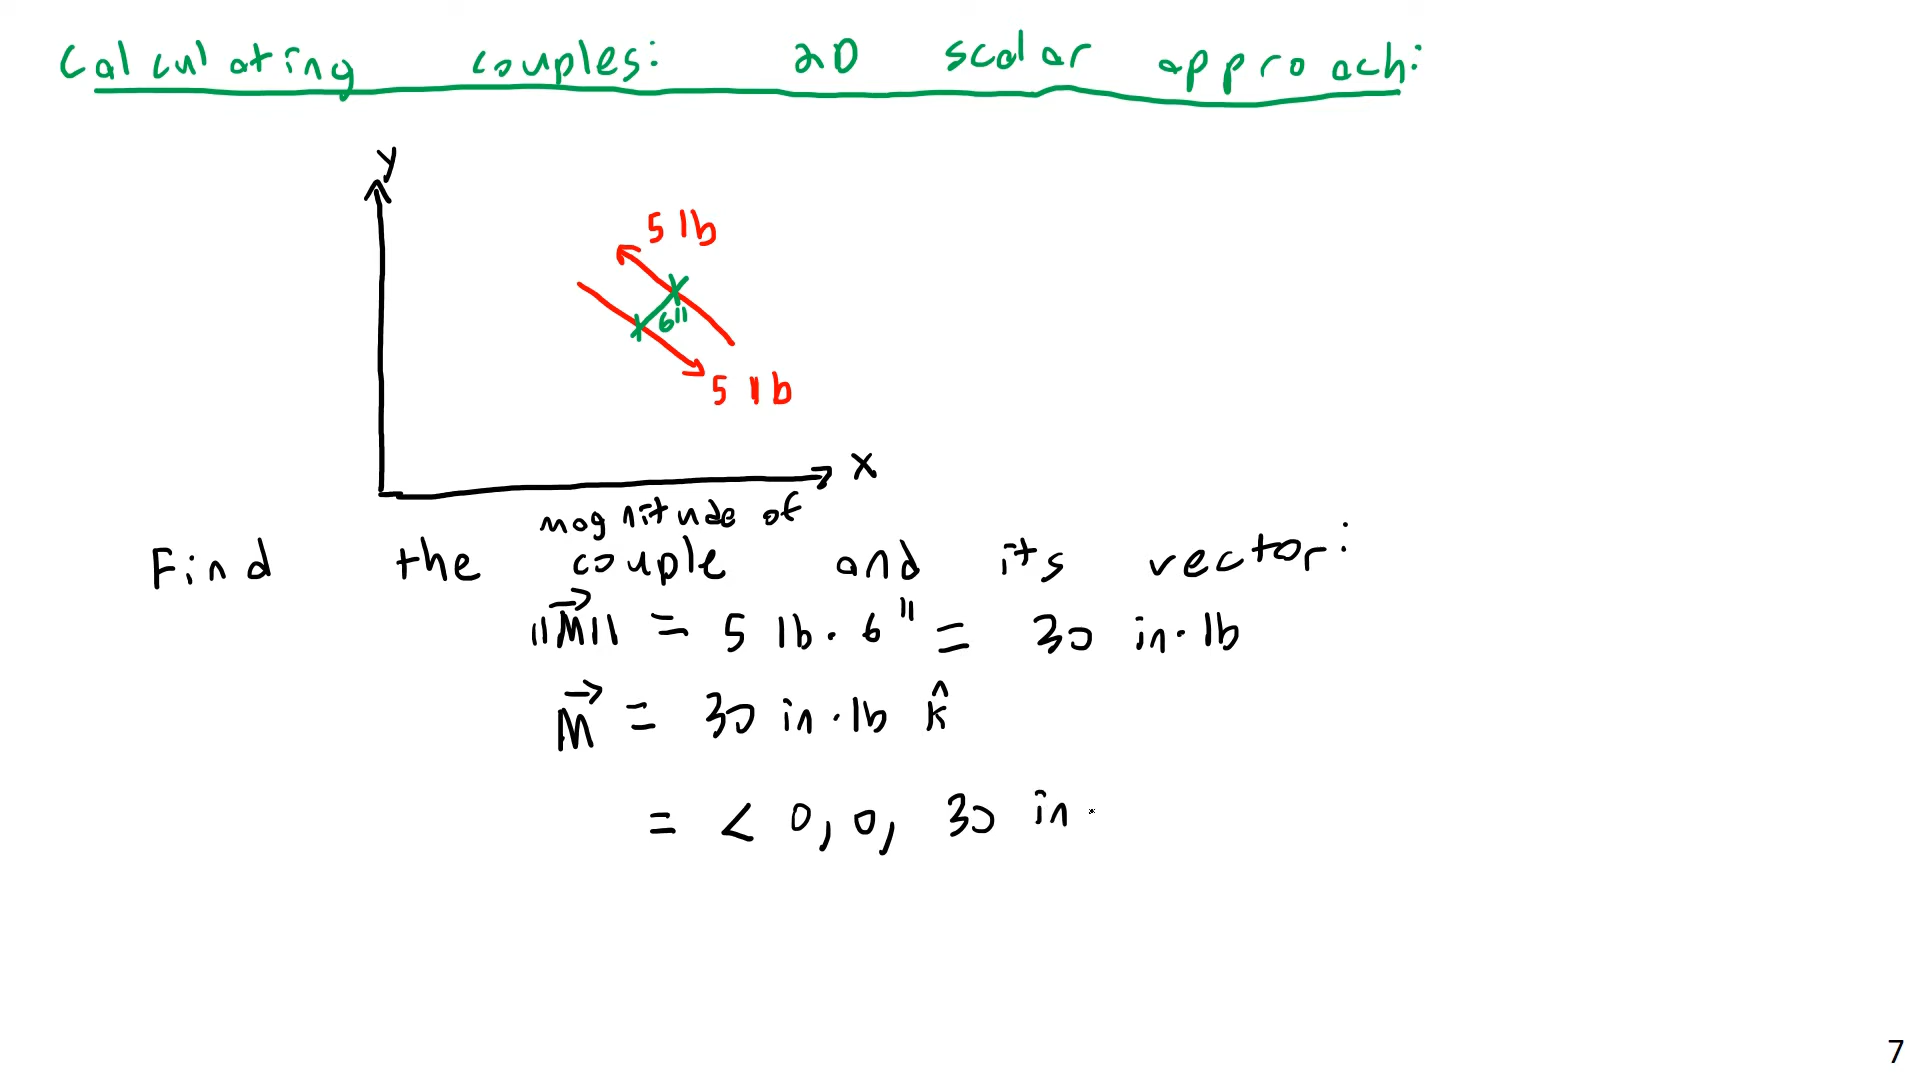 Calculating couples: 2D scalar approach:
y
5 lb
6"
5 lb
x
magnitude of
Find the couple and its vector:
||M⃗|| = 5 lb · 6" = 30 in·lb
M⃗ = 30 in·lb k̂
= < 0, 0, 30 in ·
7